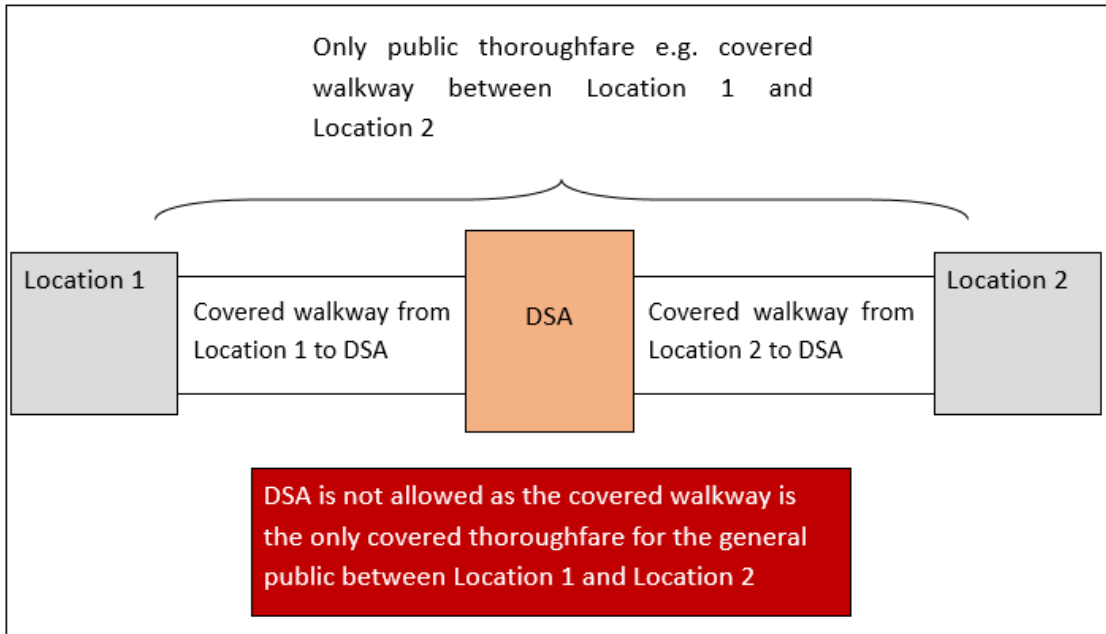 Only public thoroughfare e.g. covered
walkway between Location 1 and
Location 2
Location 1
Covered walkway from
Location 1 to DSA
DSA
Covered walkway from
Location 2 to DSA
Location 2
DSA is not allowed as the covered walkway is
the only covered thoroughfare for the general
public between Location 1 and Location 2